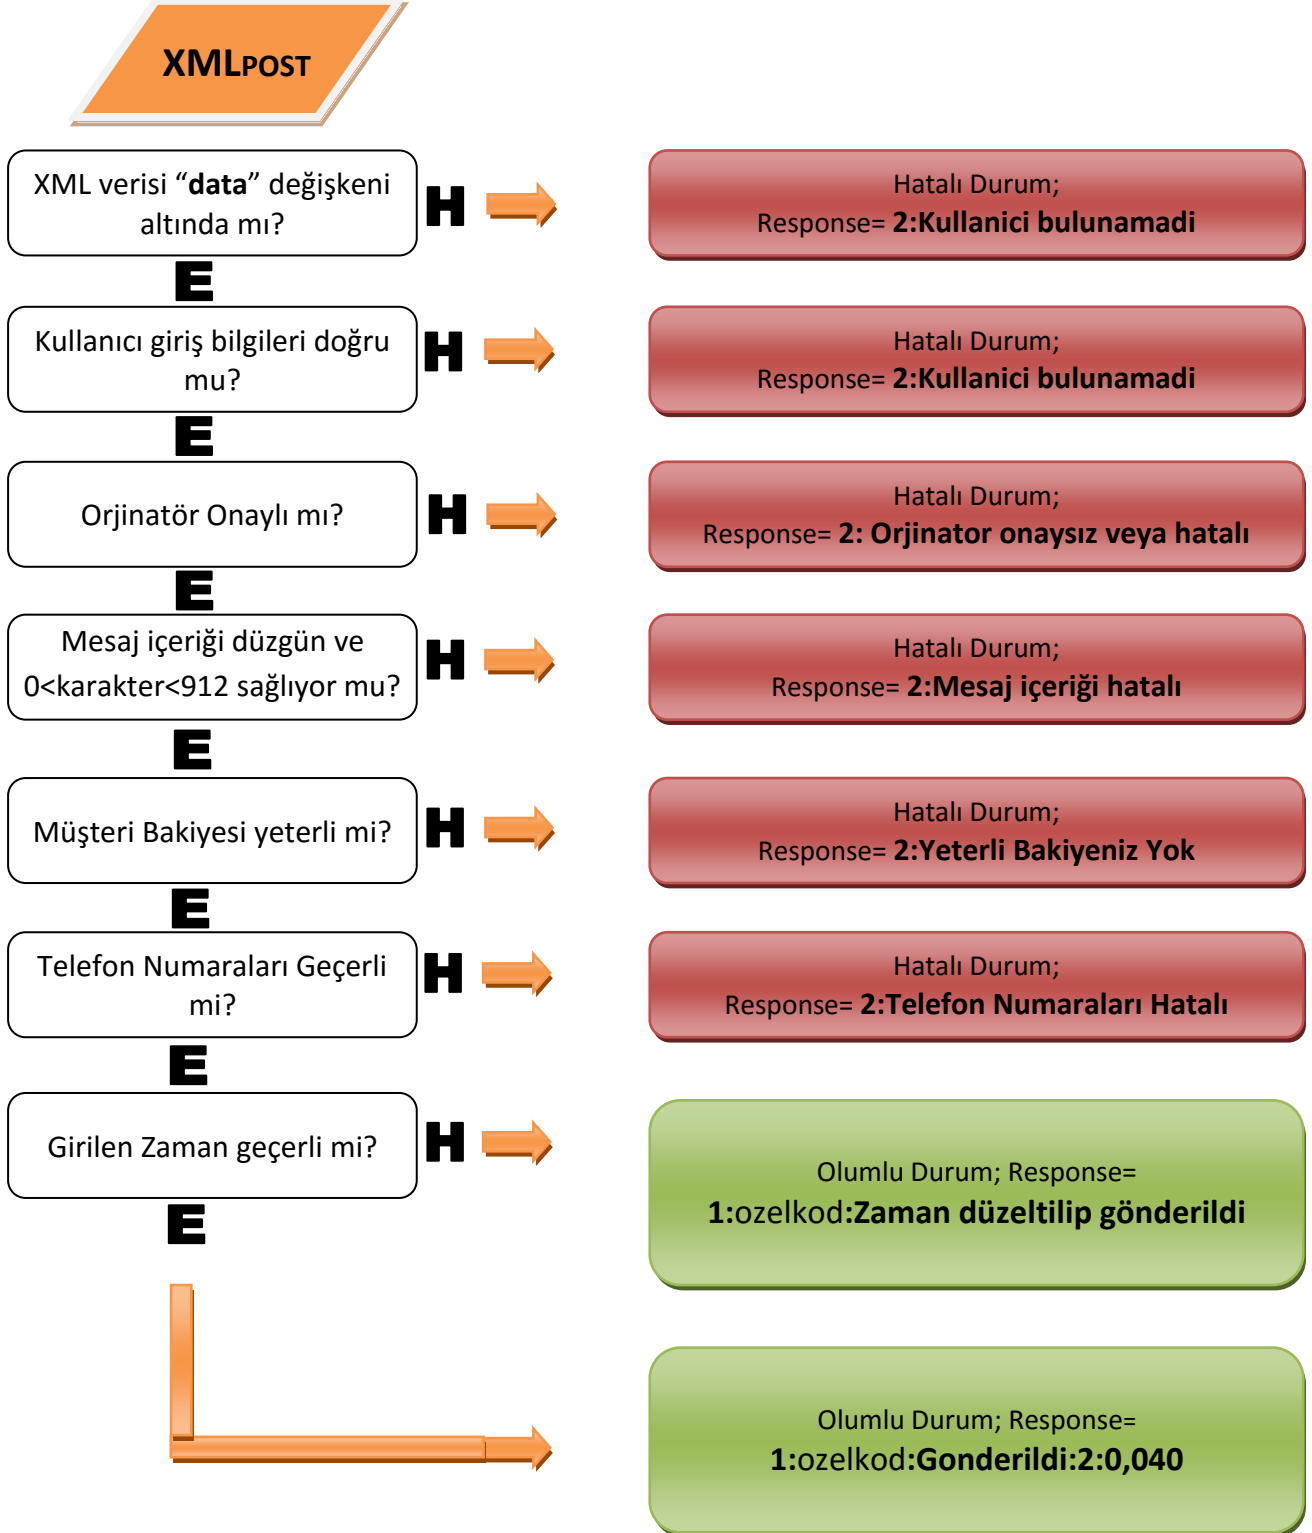 XMLPOST
XML verisi “data” değişkeni
altında mı?
H
Hatalı Durum;
Response= 2:Kullanici bulunamadi
E
Kullanıcı giriş bilgileri doğru
mu?
H
Hatalı Durum;
Response= 2:Kullanici bulunamadi
E
Orjinatör Onaylı mı?
H
Hatalı Durum;
Response= 2: Orjinator onaysız veya hatalı
E
Mesaj içeriği düzgün ve
0<karakter<912 sağlıyor mu?
H
Hatalı Durum;
Response= 2:Mesaj içeriği hatalı
E
Müşteri Bakiyesi yeterli mi?
H
Hatalı Durum;
Response= 2:Yeterli Bakiyeniz Yok
E
Telefon Numaraları Geçerli
mi?
H
Hatalı Durum;
Response= 2:Telefon Numaraları Hatalı
E
Girilen Zaman geçerli mi?
H
Olumlu Durum; Response=
1:ozelkod:Zaman düzeltilip gönderildi
E
Olumlu Durum; Response=
1:ozelkod:Gonderildi:2:0,040